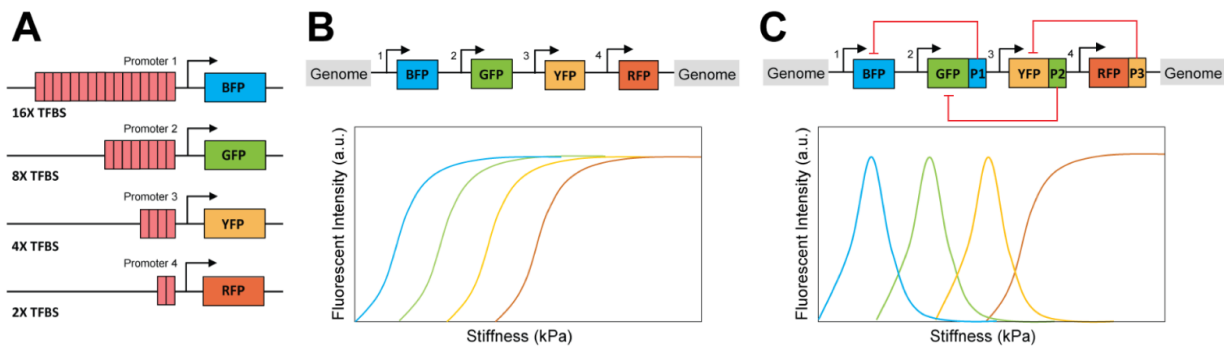 A
Promoter 1
BFP
16X TFBS
Promoter 2
GFP
8X TFBS
Promoter 3
YFP
4X TFBS
Promoter 4
RFP
2X TFBS
B
1 2 3 4
Genome BFP GFP YFP RFP Genome
Fluorescent Intensity (a.u.)
Stiffness (kPa)
C
1 2 3 4
Genome BFP GFP P1 YFP P2 RFP P3 Genome
Fluorescent Intensity (a.u.)
Stiffness (kPa)